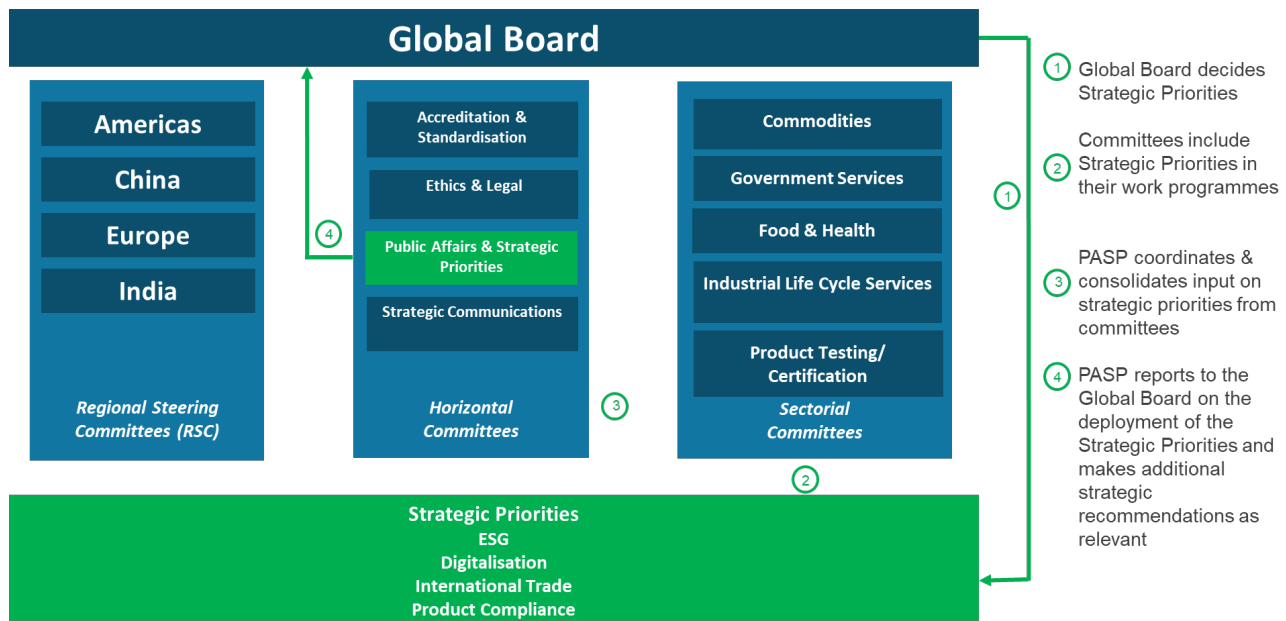 Global Board
Americas
China
Europe
India
Regional Steering
Committees (RSC)
4
Accreditation &
Standardisation
Ethics & Legal
Public Affairs & Strategic
Priorities
Strategic Communications
Horizontal
Committees
3
Commodities
Government Services
Food & Health
Industrial Life Cycle Services
Product Testing/
Certification
Sectorial
Committees
2
1
Strategic Priorities
ESG
Digitalisation
International Trade
Product Compliance
1
Global Board decides
Strategic Priorities
2
Committees include
Strategic Priorities in
their work programmes
3
PASP coordinates &
consolidates input on
strategic priorities from
committees
4
PASP reports to the
Global Board on the
deployment of the
Strategic Priorities and
makes additional
strategic
recommendations as
relevant